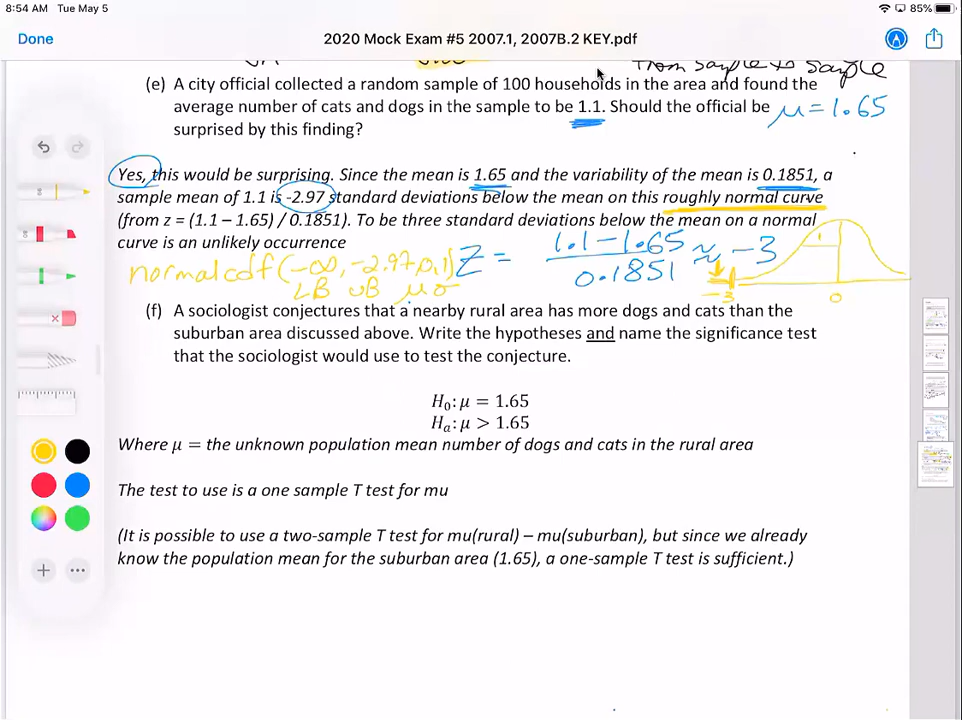 8:54 AM Tue May 5
85%
Done
2020 Mock Exam #5 2007.1, 2007B.2 KEY.pdf
from sample to sample
(e) A city official collected a random sample of 100 households in the area and found the
average number of cats and dogs in the sample to be 1.1. Should the official be
μ = 1.65
surprised by this finding?
Yes, this would be surprising. Since the mean is 1.65 and the variability of the mean is 0.1851, a
sample mean of 1.1 is -2.97 standard deviations below the mean on this roughly normal curve
(from z = (1.1 – 1.65) / 0.1851). To be three standard deviations below the mean on a normal
curve is an unlikely occurrence
Z = 1.1 - 1.65 ≈ -3
0.1851
normalcdf(-∞, -2.97, 0, 1)
LB UB μ σ
-3 0
(f) A sociologist conjectures that a nearby rural area has more dogs and cats than the
suburban area discussed above. Write the hypotheses and name the significance test
that the sociologist would use to test the conjecture.
H₀: μ = 1.65
Hₐ: μ > 1.65
Where μ = the unknown population mean number of dogs and cats in the rural area
The test to use is a one sample T test for mu
(It is possible to use a two-sample T test for mu(rural) – mu(suburban), but since we already
know the population mean for the suburban area (1.65), a one-sample T test is sufficient.)